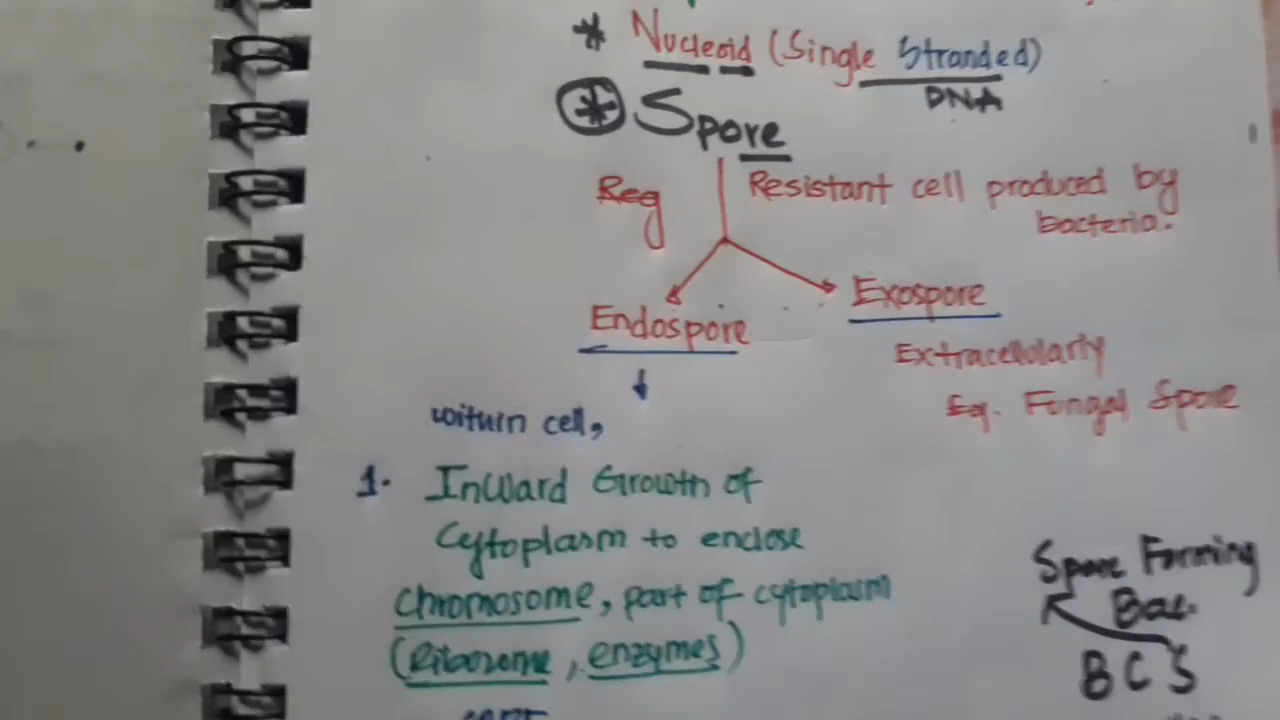 * Nucleoid (Single Stranded)
DNA
* Spore
Reg
Resistant cell produced by
bacteria.
Endospore
Exospore
Extracellularly
Eg. Fungal Spore
within cell,
1. Inward Growth of
Cytoplasm to enclose
chromosome, part of cytoplasm
(Ribosome, enzymes)
Spore Forming
Bac.
B C S